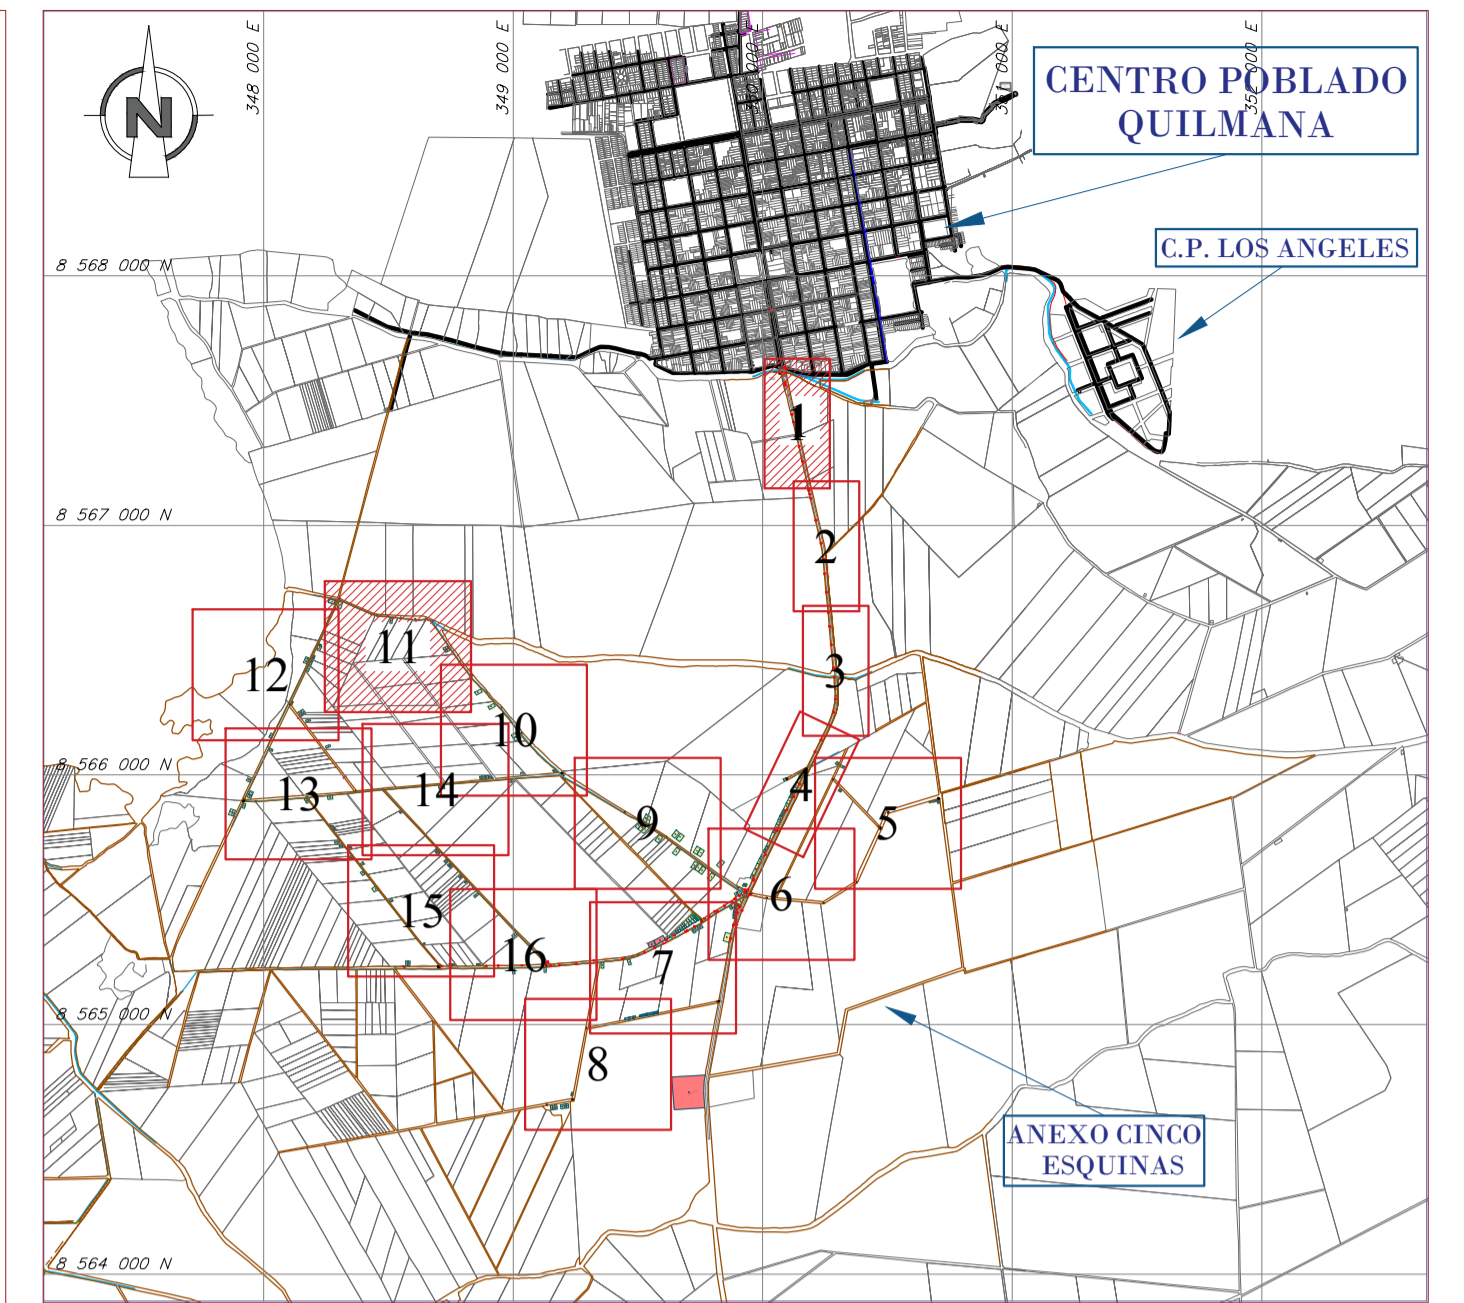 348 000 E
349 000 E
350 000 E
351 000 E
352 000 E
N
CENTRO POBLADO
QUILMANA
C.P. LOS ANGELES
8 568 000 N
1
8 567 000 N
2
11
12
3
10
8 566 000 N
13
14
4
9
5
6
15
16
7
8 565 000 N
8
ANEXO CINCO
ESQUINAS
8 564 000 N